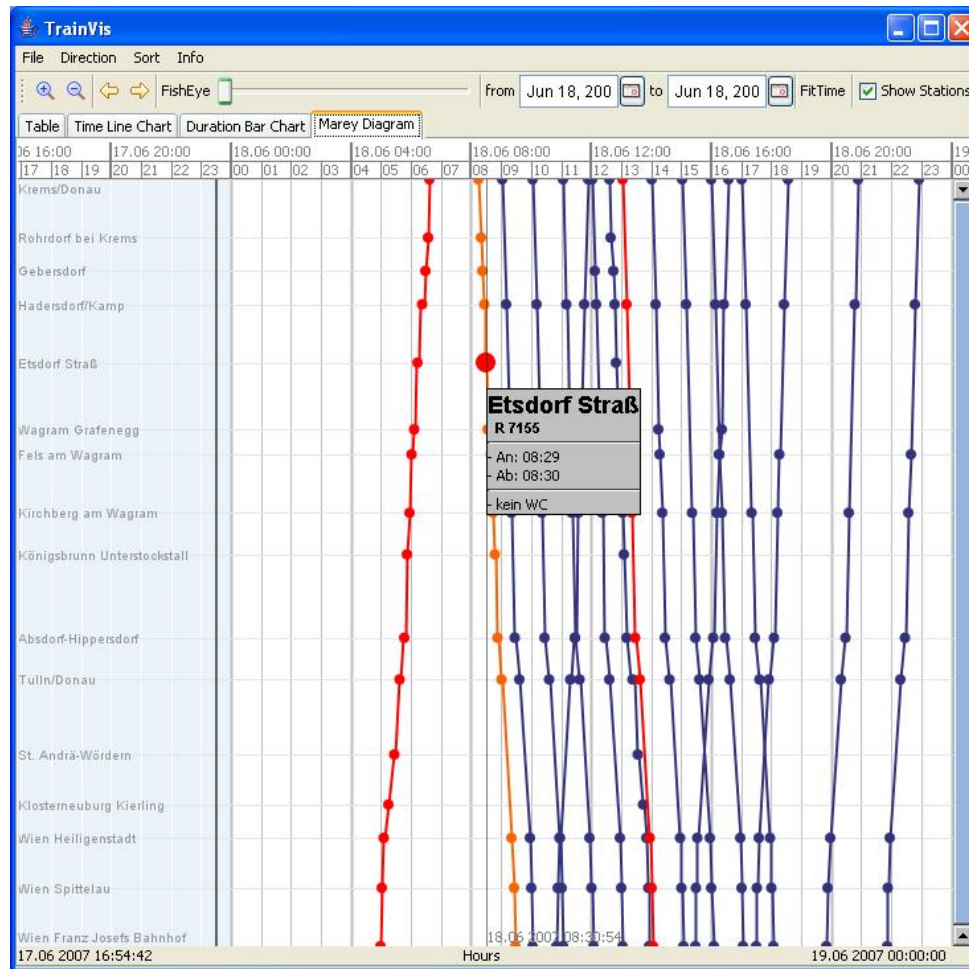 TrainVis
File Direction Sort Info
FishEye from Jun 18, 200 to Jun 18, 200 FitTime Show Stations
Table Time Line Chart Duration Bar Chart Marey Diagram
06 16:00 17.06 20:00 18.06 00:00 18.06 04:00 18.06 08:00 18.06 12:00 18.06 16:00 18.06 20:00 19
17 18 19 20 21 22 23 00 01 02 03 04 05 06 07 08 09 10 11 12 13 14 15 16 17 18 19 20 21 22 23 00
Krems/Donau
Rohrdorf bei Krems
Gebersdorf
Hadersdorf/Kamp
Etsdorf Straß
Etsdorf Straß
R 7155
- An: 08:29
- Ab: 08:30
- kein WC
Wagram Grafenegg
Fels am Wagram
Kirchberg am Wagram
Königsbrunn Unterstockstall
Absdorf-Hippersdorf
Tulln/Donau
St. Andrä-Wördern
Klosterneuburg Kierling
Wien Heiligenstadt
Wien Spittelau
Wien Franz Josefs Bahnhof 18.06 2007 08:30:54
17.06 2007 16:54:42 Hours 19.06 2007 00:00:00